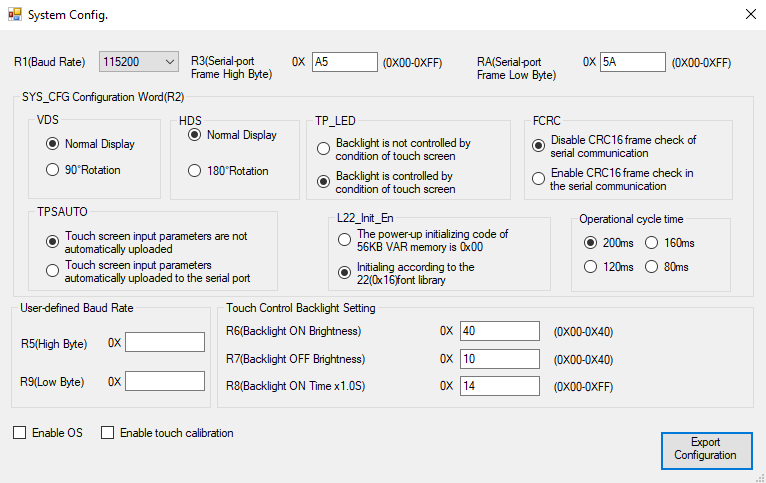 System Config.
R1(Baud Rate) 115200 R3(Serial-port Frame High Byte) 0X A5 (0X00-0XFF) RA(Serial-port Frame Low Byte) 0X 5A (0X00-0XFF)
SYS_CFG Configuration Word(R2)
VDS
Normal Display
90°Rotation
HDS
Normal Display
180°Rotation
TP_LED
Backlight is not controlled by
condition of touch screen
Backlight is controlled by
condition of touch screen
FCRC
Disable CRC16 frame check of
serial communication
Enable CRC16 frame check in
the serial communication
TPSAUTO
Touch screen input parameters are not
automatically uploaded
Touch screen input parameters
automatically uploaded to the serial port
L22_Init_En
The power-up initializing code of
56KB VAR memory is 0x00
Initialing according to the
22(0x16)font library
Operational cycle time
200ms 160ms
120ms 80ms
User-defined Baud Rate
R5(High Byte) 0X
R9(Low Byte) 0X
Touch Control Backlight Setting
R6(Backlight ON Brightness) 0X 40 (0X00-0X40)
R7(Backlight OFF Brightness) 0X 10 (0X00-0X40)
R8(Backlight ON Time x1.0S) 0X 14 (0X00-0XFF)
Enable OS Enable touch calibration
Export
Configuration